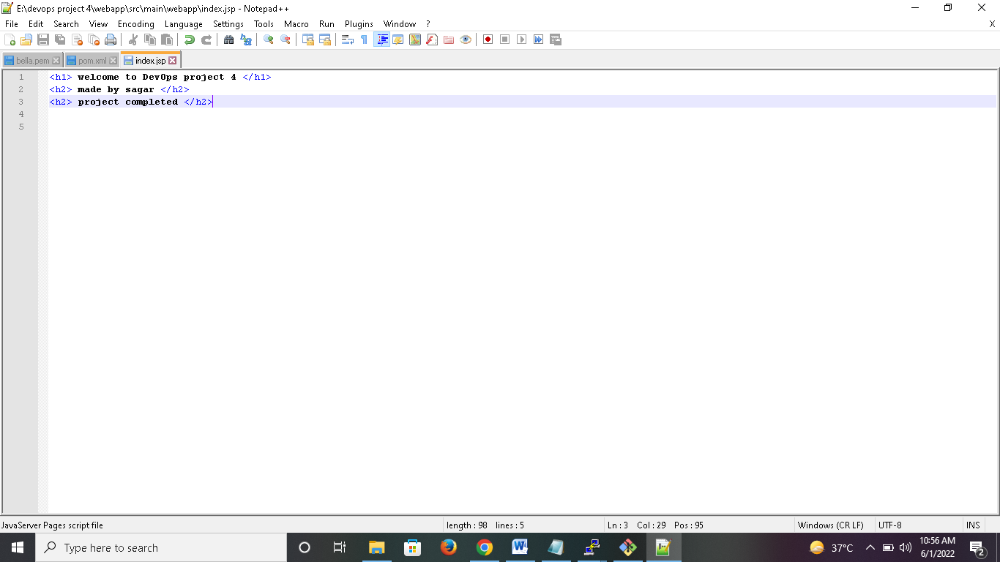 E:\devops project 4\webapp\src\main\webapp\index.jsp - Notepad++
File Edit Search View Encoding Language Settings Tools Macro Run Plugins Window ? X
bella.pem pom.xml index.jsp
1 <h1> welcome to DevOps project 4 </h1>
2 <h2> made by sagar </h2>
3 <h2> project completed </h2>
4
5
JavaServer Pages script file length : 98 lines : 5 Ln : 3 Col : 29 Pos : 95 Windows (CR LF) UTF-8 INS
Type here to search 37°C 10:56 AM
6/1/2022 2